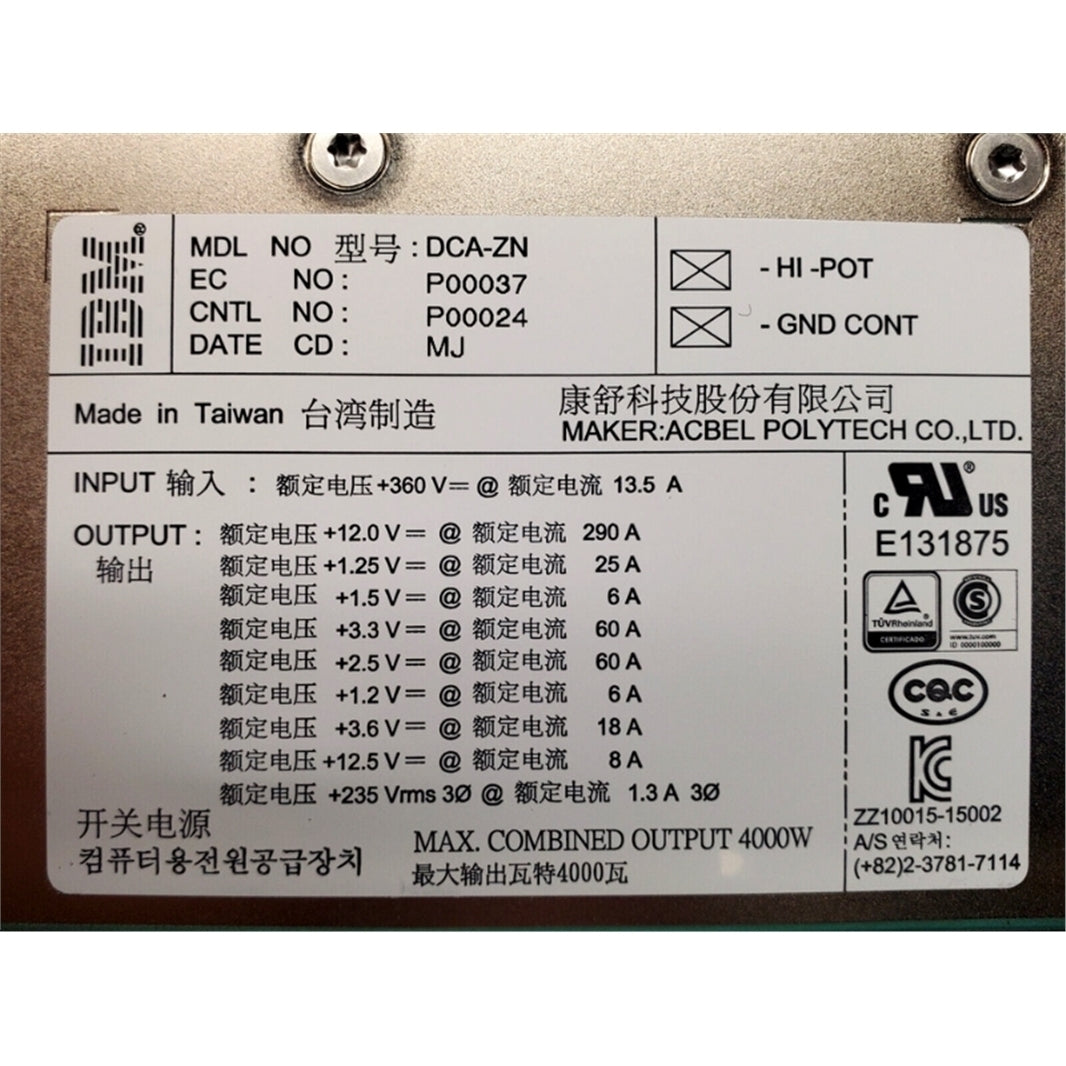 IBM®
MDL NO 型号 : DCA-ZN
EC NO : P00037
CNTL NO : P00024
DATE CD : MJ
- HI -POT
- GND CONT
Made in Taiwan 台湾制造
康舒科技股份有限公司
MAKER:ACBEL POLYTECH CO.,LTD.
INPUT 输入 : 额定电压 +360 V⎓ @ 额定电流 13.5 A
OUTPUT : 额定电压 +12.0 V⎓ @ 额定电流 290 A
输出 额定电压 +1.25 V⎓ @ 额定电流 25 A
额定电压 +1.5 V⎓ @ 额定电流 6 A
额定电压 +3.3 V⎓ @ 额定电流 60 A
额定电压 +2.5 V⎓ @ 额定电流 60 A
额定电压 +1.2 V⎓ @ 额定电流 6 A
额定电压 +3.6 V⎓ @ 额定电流 18 A
额定电压 +12.5 V⎓ @ 额定电流 8 A
额定电压 +235 Vrms 3Ø @ 额定电流 1.3 A 3Ø
开关电源
컴퓨터용전원공급장치
MAX. COMBINED OUTPUT 4000W
最大输出瓦特4000瓦
c RU® US
E131875
TÜVRheinland®
CERTIFICADO
S
www.tuv.com
ID 0000100000
CQC
S & E
KC
ZZ10015-15002
A/S 연락처:
(+82)2-3781-7114